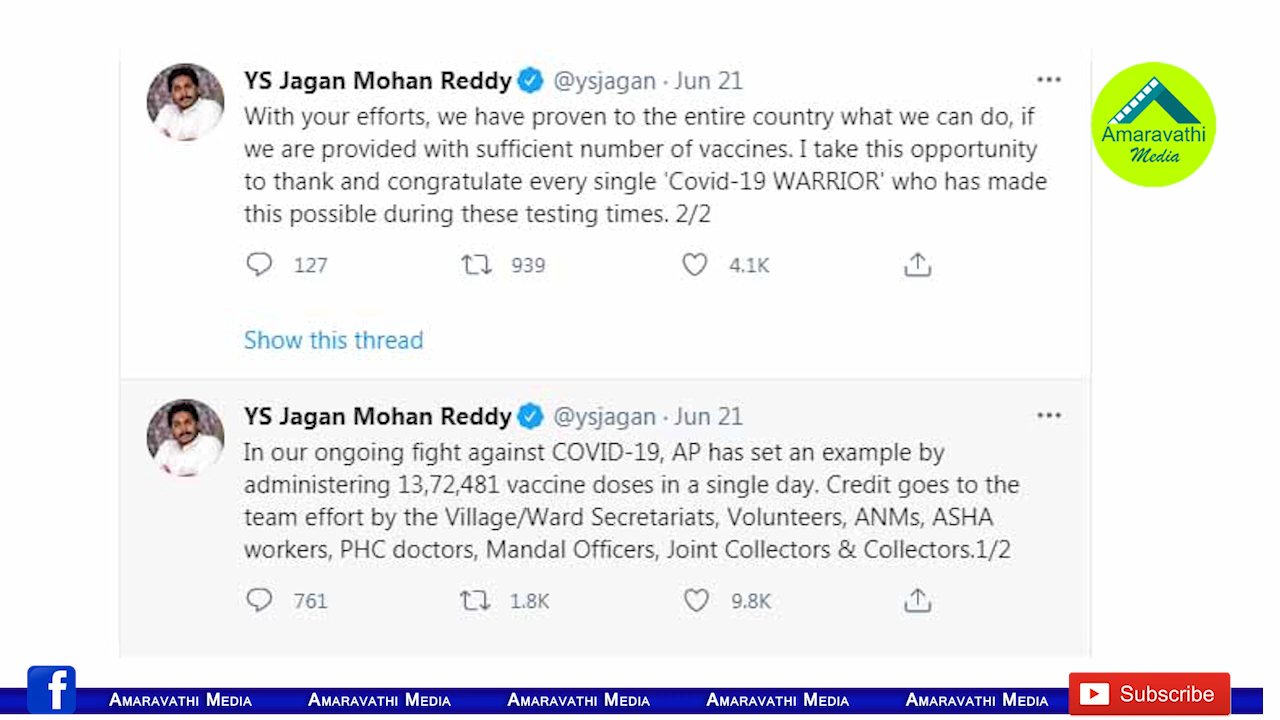 YS Jagan Mohan Reddy @ysjagan · Jun 21
With your efforts, we have proven to the entire country what we can do, if
we are provided with sufficient number of vaccines. I take this opportunity
to thank and congratulate every single 'Covid-19 WARRIOR' who has made
this possible during these testing times. 2/2
127 939 4.1K
Show this thread
YS Jagan Mohan Reddy @ysjagan · Jun 21
In our ongoing fight against COVID-19, AP has set an example by
administering 13,72,481 vaccine doses in a single day. Credit goes to the
team effort by the Village/Ward Secretariats, Volunteers, ANMs, ASHA
workers, PHC doctors, Mandal Officers, Joint Collectors & Collectors.1/2
761 1.8K 9.8K
Amaravathi
Media
f Amaravathi Media Amaravathi Media Amaravathi Media Amaravathi Media Amaravathi Media Subscribe